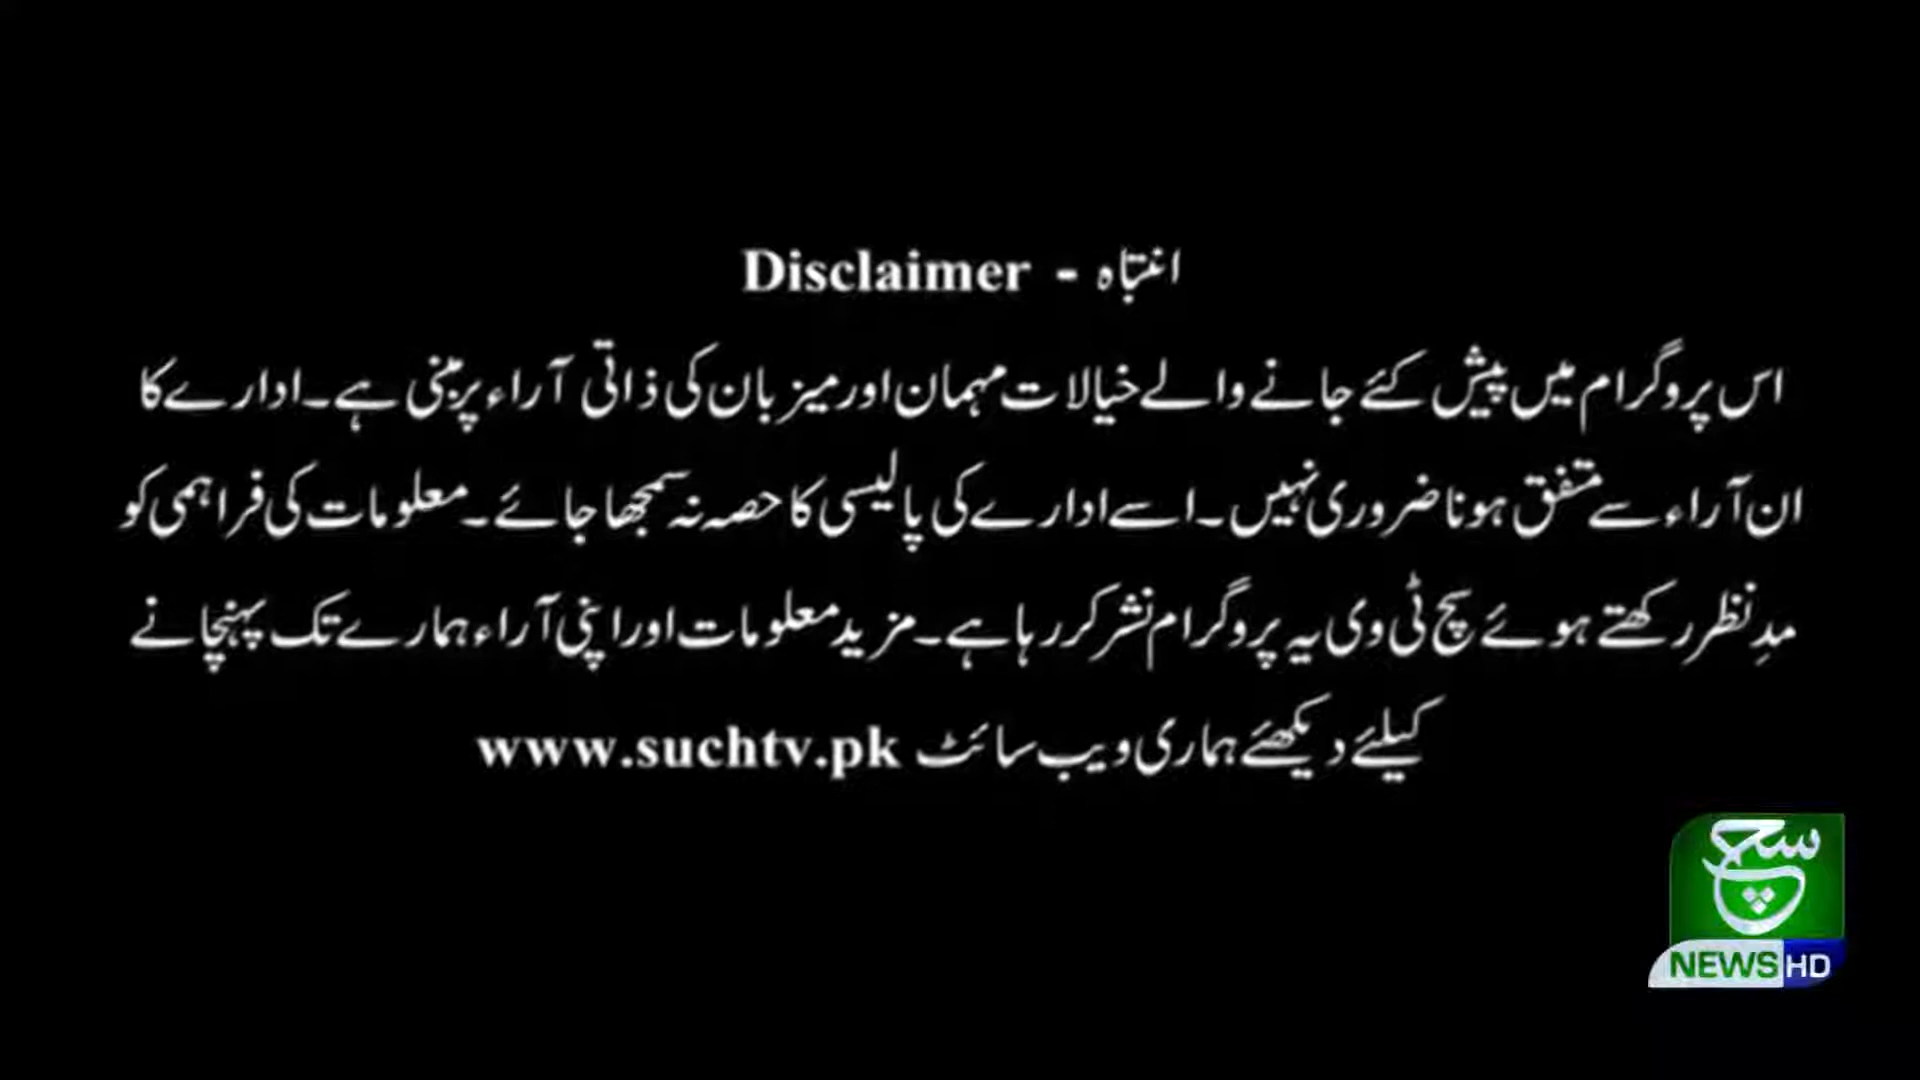 انتباہ - Disclaimer
اس پروگرام میں پیش کئے جانے والے خیالات مہمان اور میزبان کی ذاتی آراء پر مبنی ہے۔ ادارے کا
ان آراء سے متفق ہونا ضروری نہیں۔ اسے ادارے کی پالیسی کا حصہ نہ سمجھا جائے۔ معلومات کی فراہمی کو
مدِنظر رکھتے ہوئے سچ ٹی وی یہ پروگرام نشر کر رہا ہے۔ مزید معلومات اور اپنی آراء ہمارے تک پہنچانے
کیلئے دیکھئے ہماری ویب سائٹ www.suchtv.pk
سچ
NEWS HD